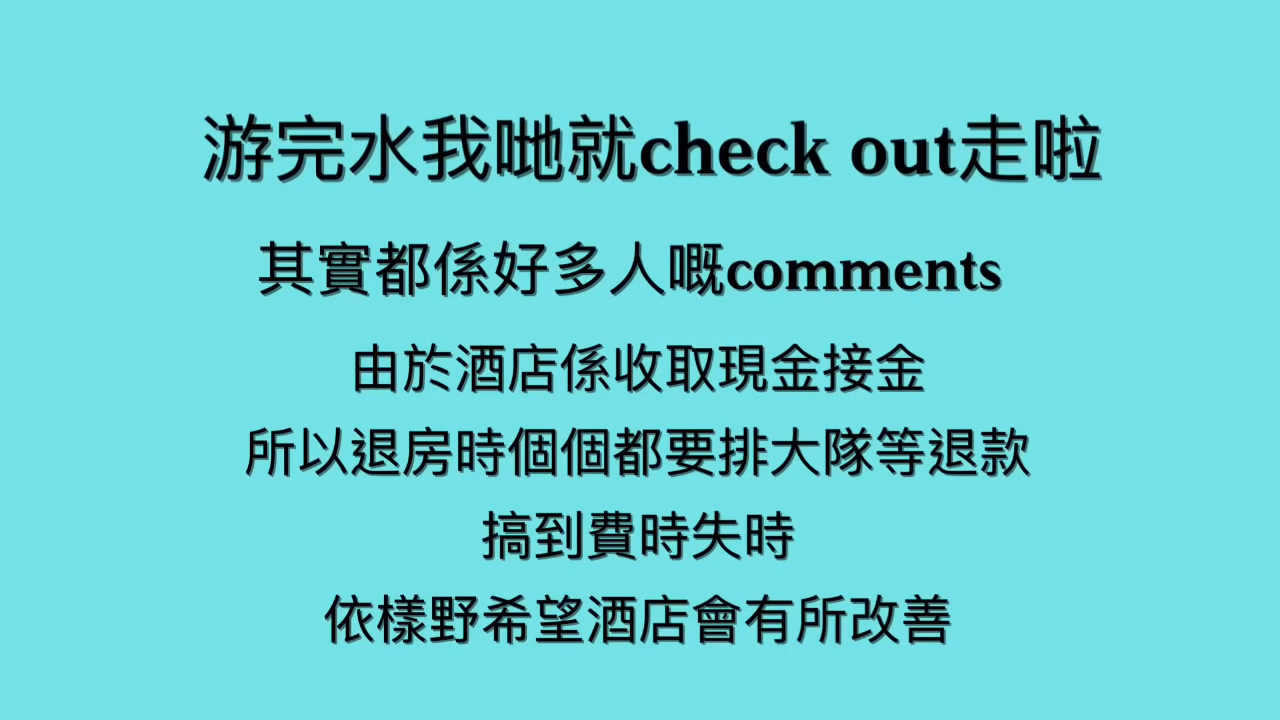 游完水我哋就check out走啦
其實都係好多人嘅comments
由於酒店係收取現金接金
所以退房時個個都要排大隊等退款
搞到費時失時
依樣野希望酒店會有所改善